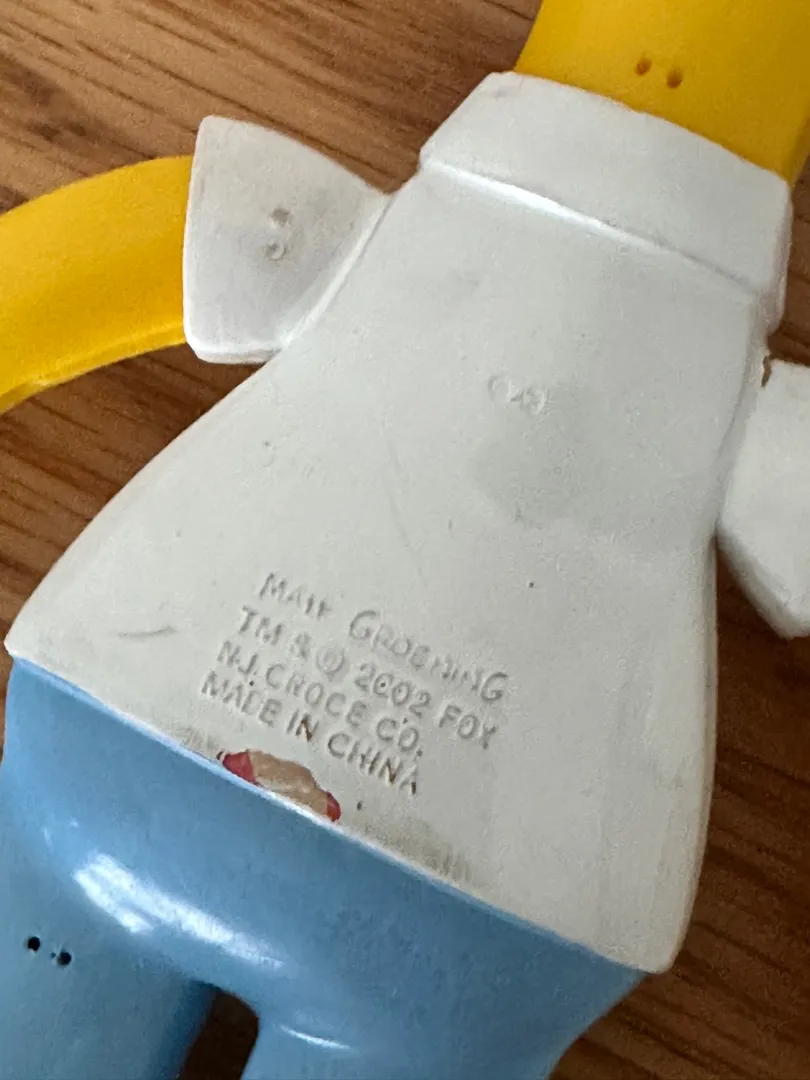 MATT GROENING
TM & © 2002 FOX
N.J. CROCE CO.
MADE IN CHINA